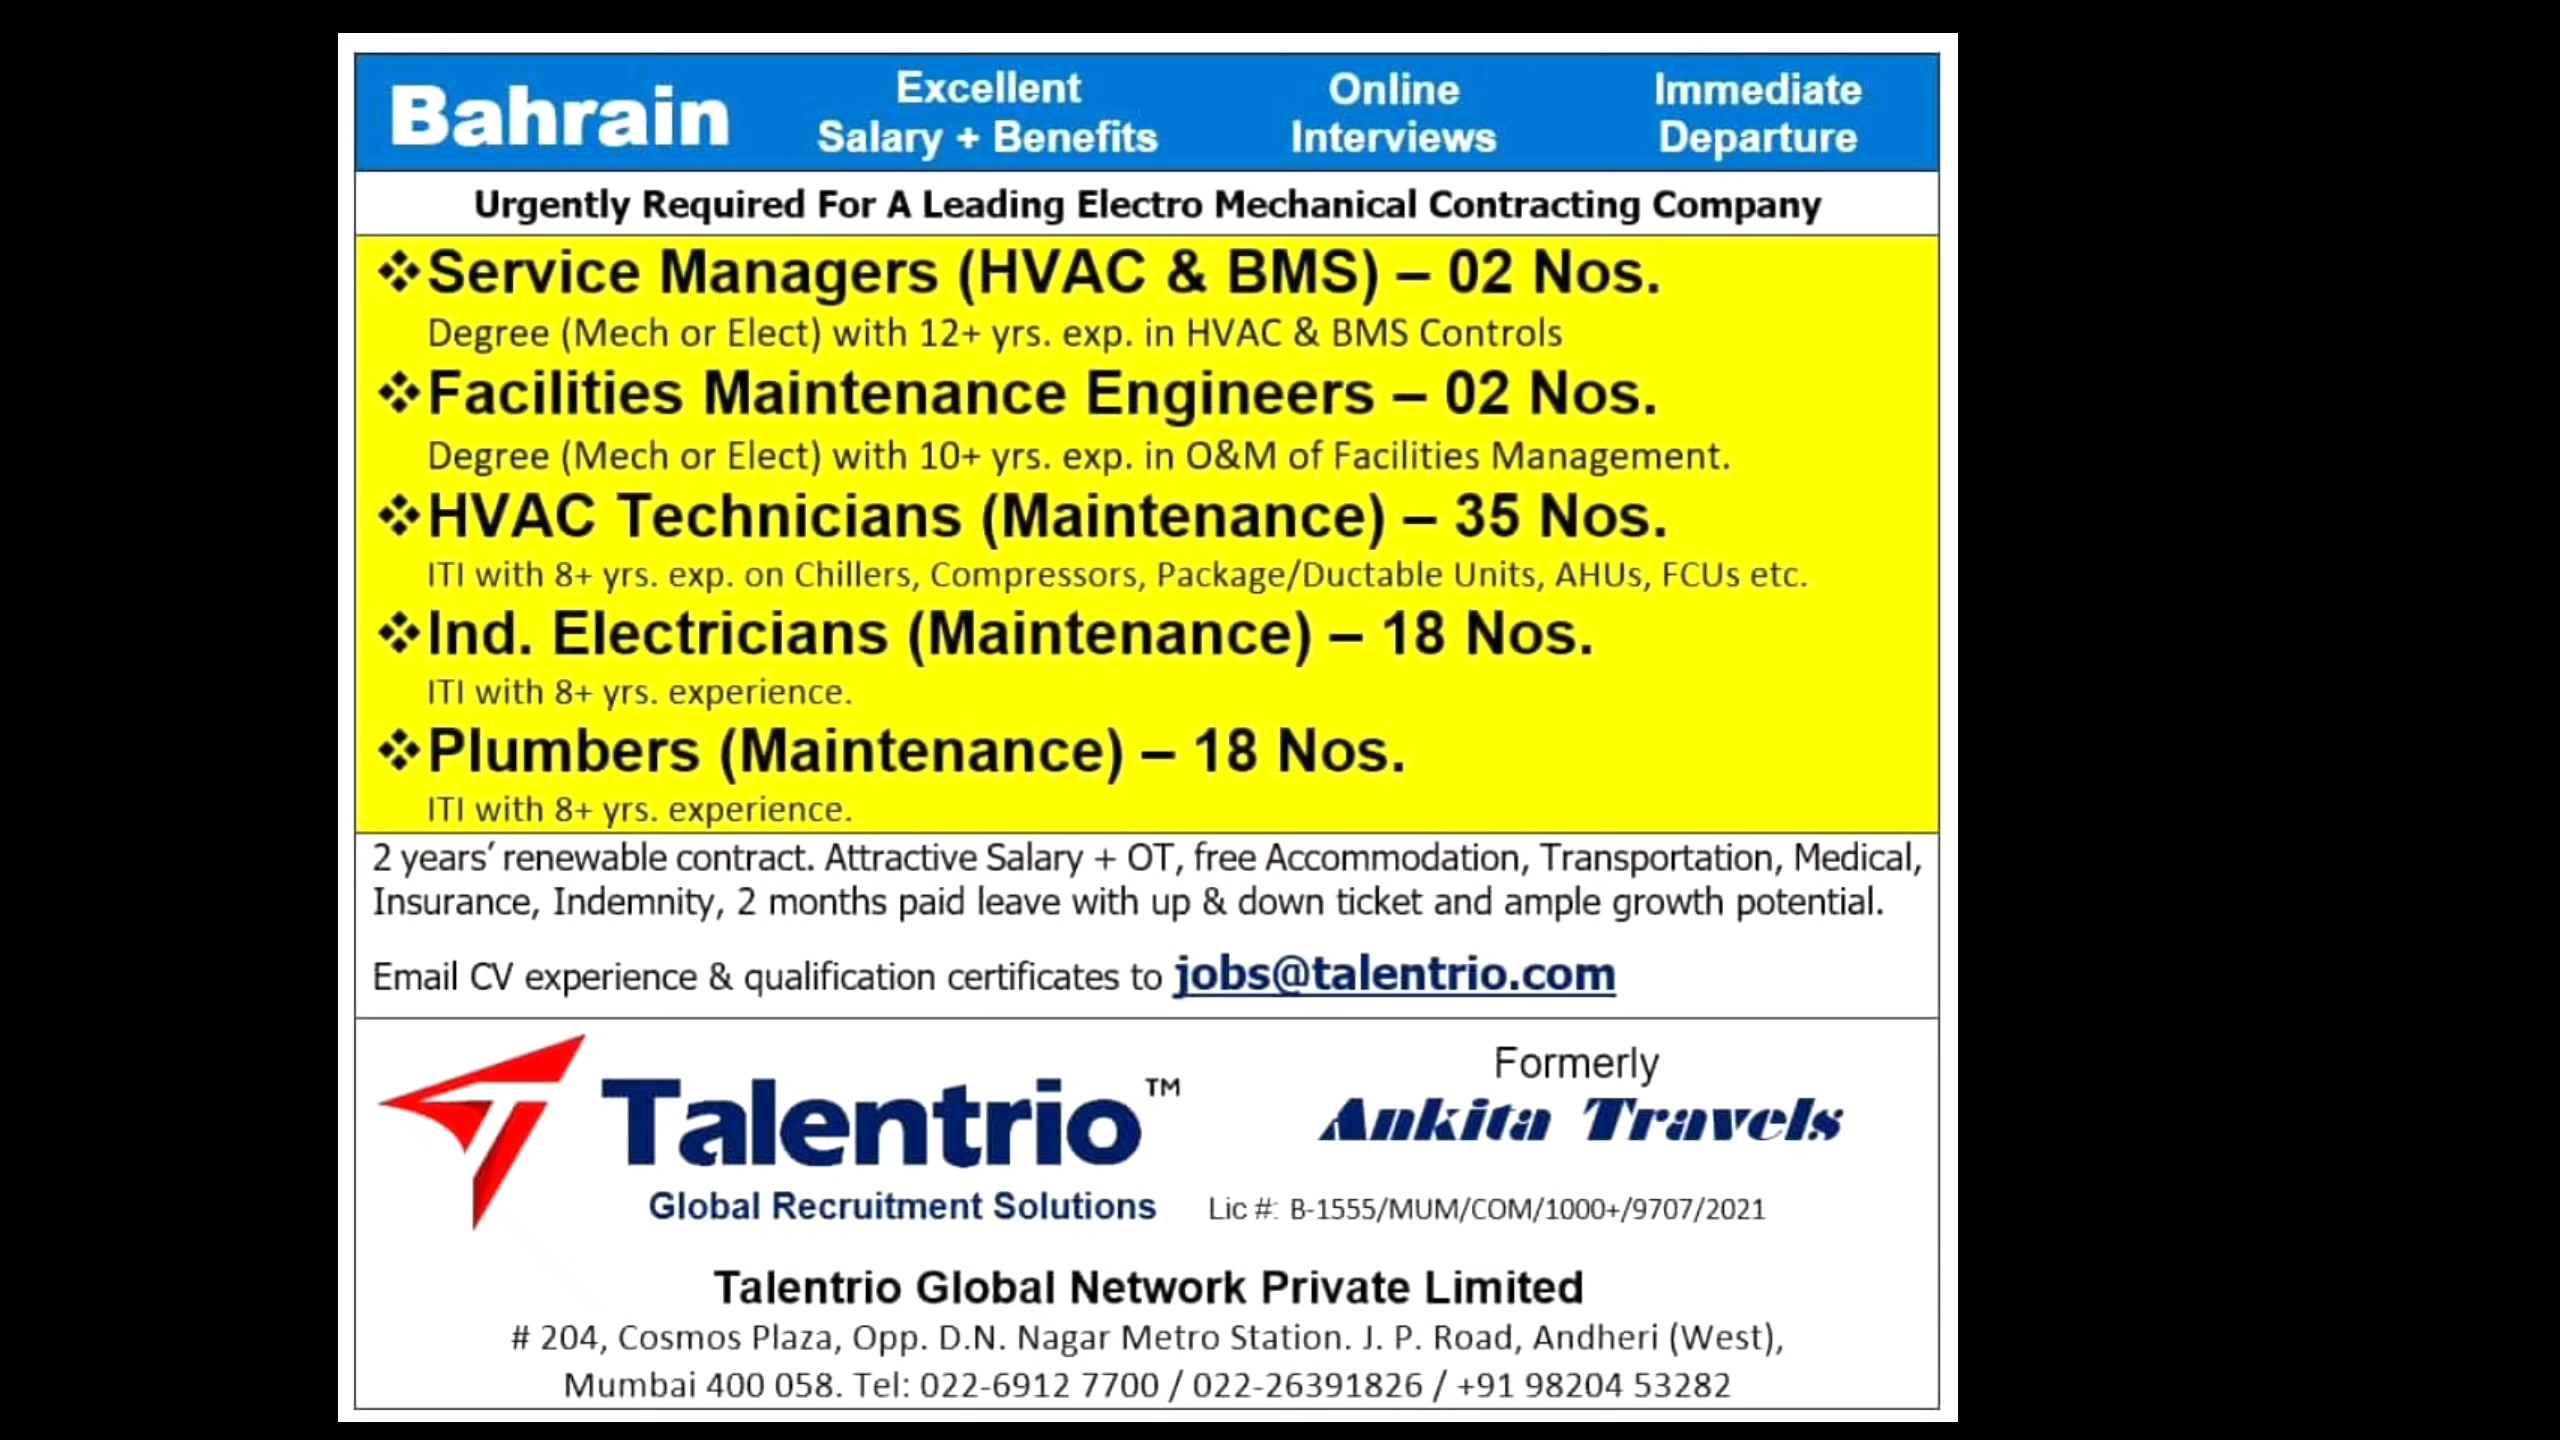 Bahrain
Excellent
Salary + Benefits
Online
Interviews
Immediate
Departure
Urgently Required For A Leading Electro Mechanical Contracting Company
❖Service Managers (HVAC & BMS) – 02 Nos.
Degree (Mech or Elect) with 12+ yrs. exp. in HVAC & BMS Controls
❖Facilities Maintenance Engineers – 02 Nos.
Degree (Mech or Elect) with 10+ yrs. exp. in O&M of Facilities Management.
❖HVAC Technicians (Maintenance) – 35 Nos.
ITI with 8+ yrs. exp. on Chillers, Compressors, Package/Ductable Units, AHUs, FCUs etc.
❖Ind. Electricians (Maintenance) – 18 Nos.
ITI with 8+ yrs. experience.
❖Plumbers (Maintenance) – 18 Nos.
ITI with 8+ yrs. experience.
2 years’ renewable contract. Attractive Salary + OT, free Accommodation, Transportation, Medical,
Insurance, Indemnity, 2 months paid leave with up & down ticket and ample growth potential.
Email CV experience & qualification certificates to jobs@talentrio.com
Talentrio™
Global Recruitment Solutions
Formerly
Ankita Travels
Lic #: B-1555/MUM/COM/1000+/9707/2021
Talentrio Global Network Private Limited
# 204, Cosmos Plaza, Opp. D.N. Nagar Metro Station. J. P. Road, Andheri (West),
Mumbai 400 058. Tel: 022-6912 7700 / 022-26391826 / +91 98204 53282